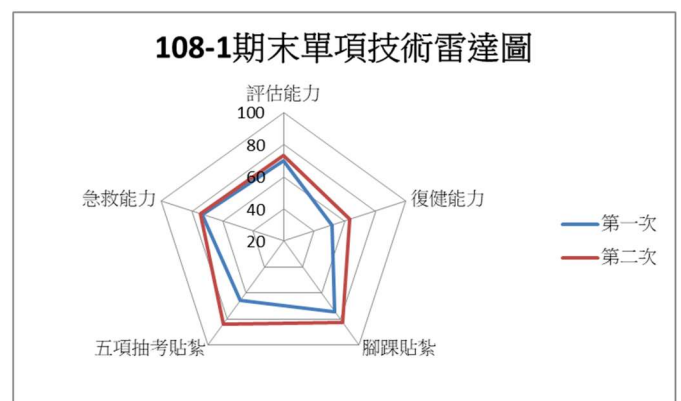 108-1期末單項技術雷達圖
評估能力
100
80
60
40
20
急救能力
復健能力
第一次
第二次
五項抽考貼紮
腳踝貼紮